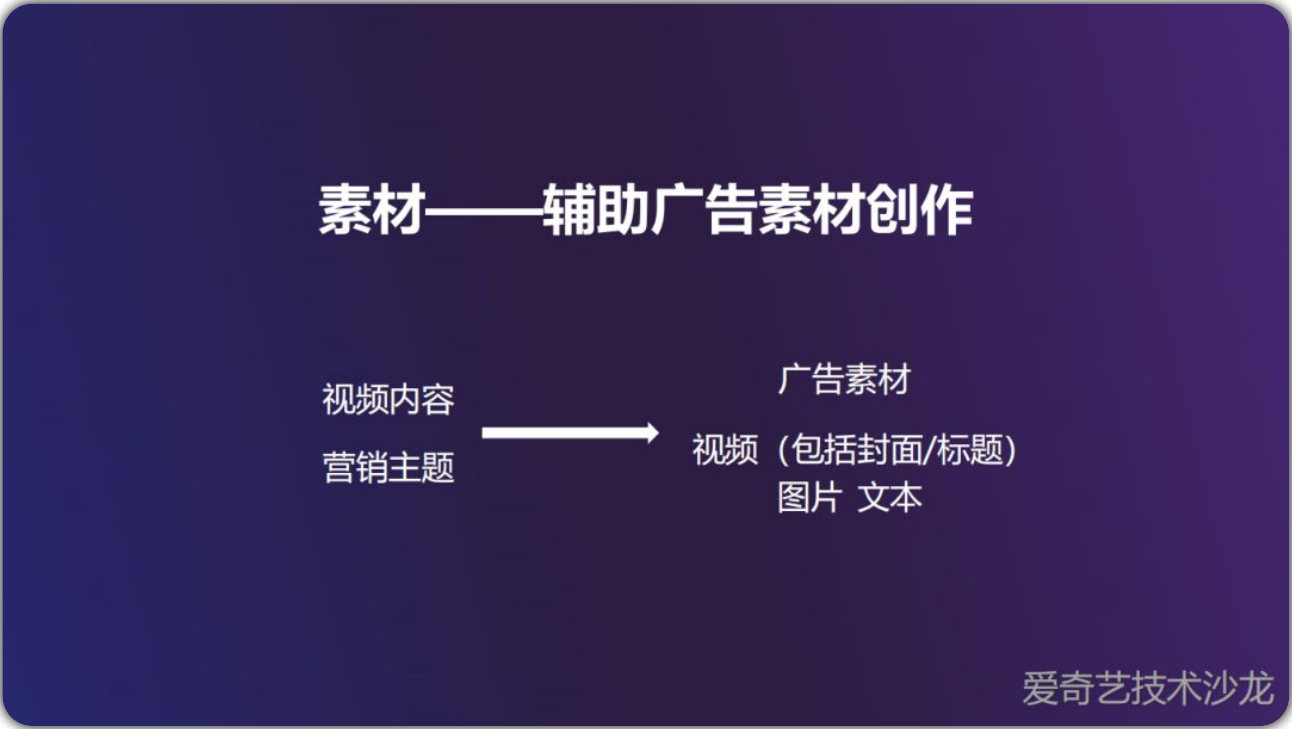 素材——辅助广告素材创作
视频内容
营销主题
广告素材
视频（包括封面/标题）
图片 文本
爱奇艺技术沙龙